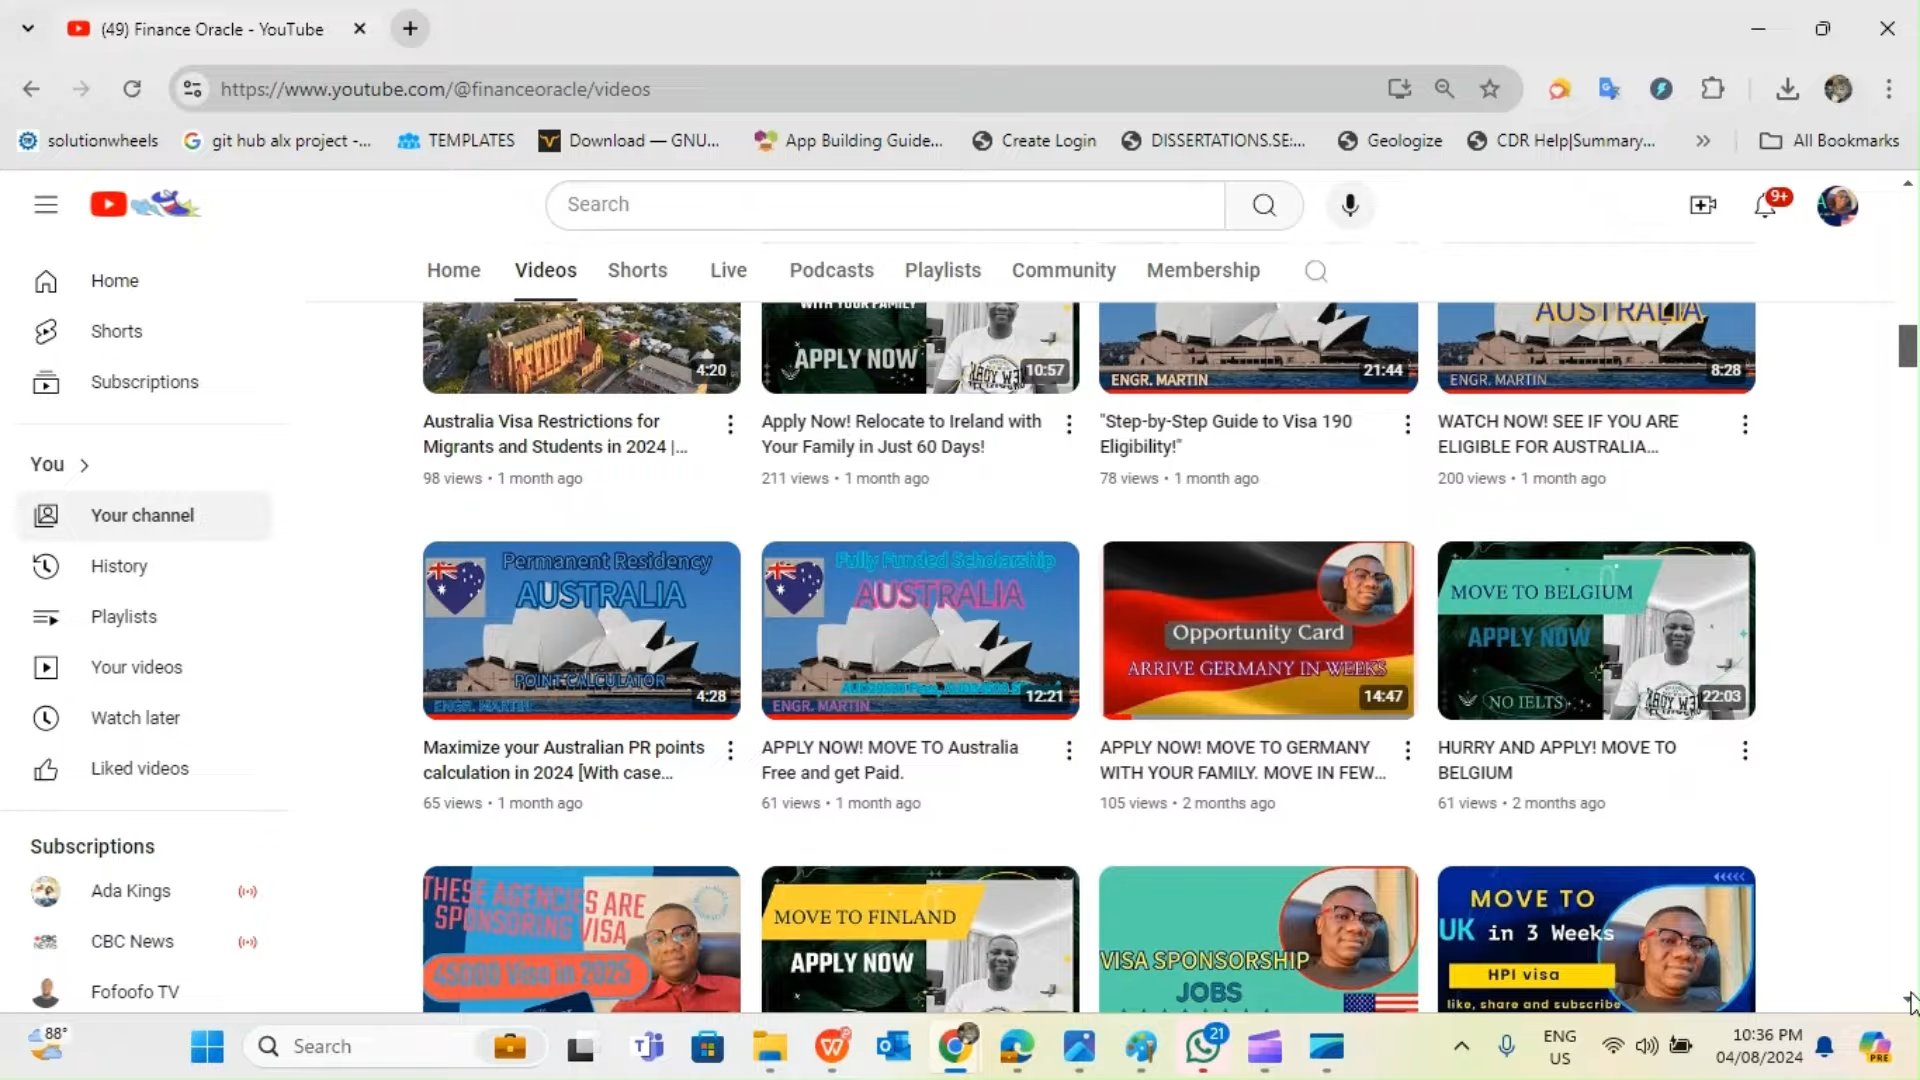 (49) Finance Oracle - YouTube
https://www.youtube.com/@financeoracle/videos
solutionwheels
git hub alx project -...
TEMPLATES
Download — GNU...
App Building Guide...
Create Login
DISSERTATIONS.SE:...
Geologize
CDR Help|Summary...
All Bookmarks
Search
9+
Home
Shorts
Subscriptions
You
Your channel
History
Playlists
Your videos
Watch later
Liked videos
Subscriptions
Ada Kings
CBC News
Fofoofo TV
Home Videos Shorts Live Podcasts Playlists Community Membership
4:20
Australia Visa Restrictions for
Migrants and Students in 2024 |...
98 views • 1 month ago
WITH YOUR FAMILY
APPLY NOW
10:57
Apply Now! Relocate to Ireland with
Your Family in Just 60 Days!
211 views • 1 month ago
ENGR. MARTIN
21:44
"Step-by-Step Guide to Visa 190
Eligibility!"
78 views • 1 month ago
AUSTRALIA
ENGR. MARTIN
8:28
WATCH NOW! SEE IF YOU ARE
ELIGIBLE FOR AUSTRALIA...
200 views • 1 month ago
Permanent Residency
AUSTRALIA
POINT CALCULATOR
ENGR. MARTIN
4:28
Maximize your Australian PR points
calculation in 2024 [With case...
65 views • 1 month ago
Fully Funded Scholarship
AUSTRALIA
ENGR. MARTIN
12:21
APPLY NOW! MOVE TO Australia
Free and get Paid.
61 views • 1 month ago
Opportunity Card
ARRIVE GERMANY IN WEEKS
14:47
APPLY NOW! MOVE TO GERMANY
WITH YOUR FAMILY. MOVE IN FEW...
105 views • 2 months ago
MOVE TO BELGIUM
APPLY NOW
NO IELTS
22:03
HURRY AND APPLY! MOVE TO
BELGIUM
61 views • 2 months ago
THESE AGENCIES ARE
SPONSORING VISA
45000 Visa in 2025
MOVE TO FINLAND
APPLY NOW
VISA SPONSORSHIP
JOBS
MOVE TO
UK in 3 Weeks
HPI visa
like, share and subscribe
88°
Search
21
ENG
US
10:36 PM
04/08/2024
PRE